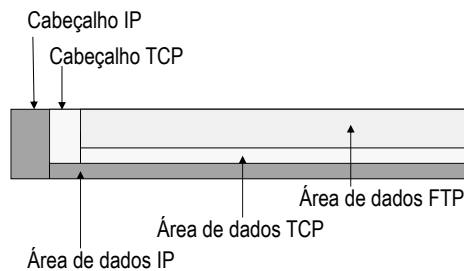 Cabeçalho IP
Cabeçalho TCP
Área de dados FTP
Área de dados TCP
Área de dados IP